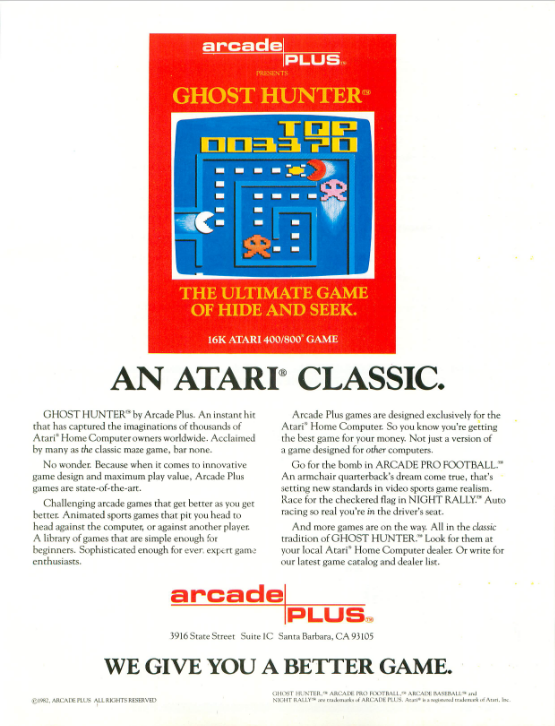 arcade
PLUS™
PRESENTS
GHOST HUNTER™
TOP
003370
THE ULTIMATE GAME
OF HIDE AND SEEK.
16K ATARI 400/800® GAME
AN ATARI® CLASSIC.
GHOST HUNTER™ by Arcade Plus. An instant hit
that has captured the imaginations of thousands of
Atari® Home Computer owners worldwide. Acclaimed
by many as the classic maze game, bar none.
No wonder. Because when it comes to innovative
game design and maximum play value, Arcade Plus
games are state-of-the-art.
Challenging arcade games that get better as you get
better. Animated sports games that pit you head to
head against the computer, or against another player.
A library of games that are simple enough for
beginners. Sophisticated enough for even expert game
enthusiasts.
Arcade Plus games are designed exclusively for the
Atari® Home Computer. So you know you're getting
the best game for your money. Not just a version of
a game designed for other computers.
Go for the bomb in ARCADE PRO FOOTBALL.™
An armchair quarterback's dream come true, that's
setting new standards in video sports game realism.
Race for the checkered flag in NIGHT RALLY.™ Auto
racing so real you're in the driver's seat.
And more games are on the way. All in the classic
tradition of GHOST HUNTER.™ Look for them at
your local Atari® Home Computer dealer. Or write for
our latest game catalog and dealer list.
arcade
PLUS™
3916 State Street Suite 1C Santa Barbara, CA 93105
WE GIVE YOU A BETTER GAME.
©1982, ARCADE PLUS. ALL RIGHTS RESERVED
GHOST HUNTER,™ ARCADE PRO FOOTBALL,™ ARCADE BASEBALL™ and
NIGHT RALLY™ are trademarks of ARCADE PLUS. Atari® is a registered trademark of Atari, Inc.